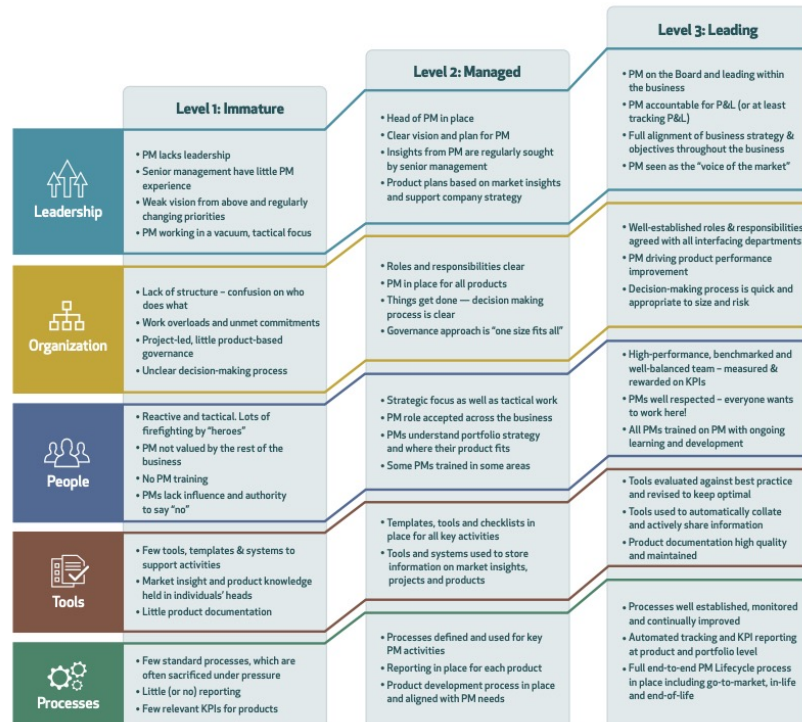 Level 1: Immature
Level 2: Managed
Level 3: Leading
Leadership
• PM lacks leadership
• Senior management have little PM
experience
• Weak vision from above and regularly
changing priorities
• PM working in a vacuum, tactical focus
• Head of PM in place
• Clear vision and plan for PM
• Insights from PM are regularly sought
by senior management
• Product plans based on market insights
and support company strategy
• PM on the Board and leading within
the business
• PM accountable for P&L (or at least
tracking P&L)
• Full alignment of business strategy &
objectives throughout the business
• PM seen as the “voice of the market”
Organization
• Lack of structure – confusion on who
does what
• Work overloads and unmet commitments
• Project-led, little product-based
governance
• Unclear decision-making process
• Roles and responsibilities clear
• PM in place for all products
• Things get done — decision making
process is clear
• Governance approach is “one size fits all”
• Well-established roles & responsibilities
agreed with all interfacing departments
• PM driving product performance
improvement
• Decision-making process is quick and
appropriate to size and risk
People
• Reactive and tactical. Lots of
firefighting by “heroes”
• PM not valued by the rest of the
business
• No PM training
• PMs lack influence and authority
to say “no”
• Strategic focus as well as tactical work
• PM role accepted across the business
• PMs understand portfolio strategy
and where their product fits
• Some PMs trained in some areas
• High-performance, benchmarked and
well-balanced team – measured &
rewarded on KPIs
• PMs well respected – everyone wants
to work here!
• All PMs trained on PM with ongoing
learning and development
Tools
• Few tools, templates & systems to
support activities
• Market insight and product knowledge
held in individuals’ heads
• Little product documentation
• Templates, tools and checklists in
place for all key activities
• Tools and systems used to store
information on market insights,
projects and products
• Tools evaluated against best practice
and revised to keep optimal
• Tools used to automatically collate
and actively share information
• Product documentation high quality
and maintained
Processes
• Few standard processes, which are
often sacrificed under pressure
• Little (or no) reporting
• Few relevant KPIs for products
• Processes defined and used for key
PM activities
• Reporting in place for each product
• Product development process in place
and aligned with PM needs
• Processes well established, monitored
and continually improved
• Automated tracking and KPI reporting
at product and portfolio level
• Full end-to-end PM Lifecycle process
in place including go-to-market, in-life
and end-of-life